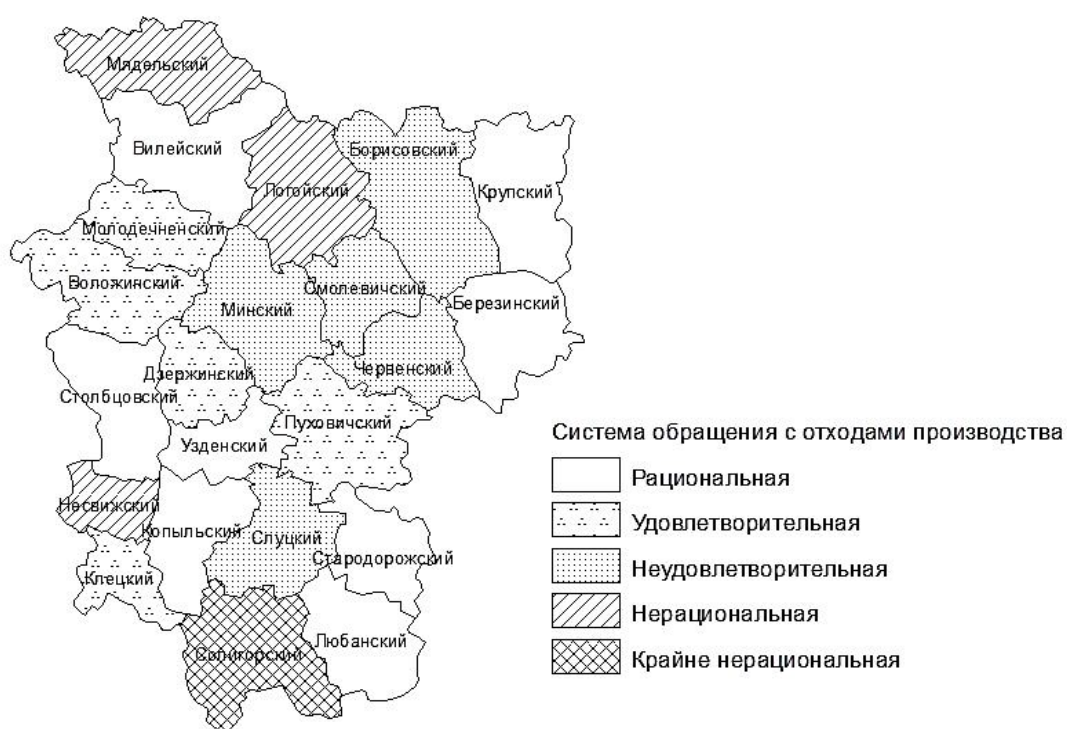 Мядельский
Вилейский
Борисовский
Логойский
Крупский
Молодечненский
Воложинский
Смолевичский
Березинский
Минский
Червенский
Дзержинский
Столбцовский
Пуховичский
Узденский
Несвижский
Копыльский
Слуцкий
Стародорожский
Клецкий
Любанский
Солигорский
Система обращения с отходами производства
Рациональная
Удовлетворительная
Неудовлетворительная
Нерациональная
Крайне нерациональная